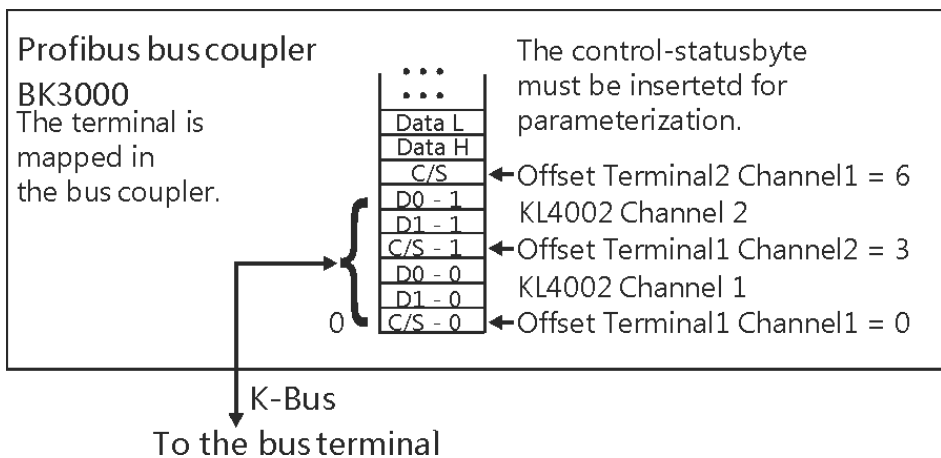 Profibus bus coupler
BK3000
The terminal is
mapped in
the bus coupler.
The control-statusbyte
must be insertetd for
parameterization.
Data L
Data H
C/S
D0 - 1
D1 - 1
C/S - 1
D0 - 0
D1 - 0
C/S - 0
0
Offset Terminal2 Channel1 = 6
KL4002 Channel 2
Offset Terminal1 Channel2 = 3
KL4002 Channel 1
Offset Terminal1 Channel1 = 0
K-Bus
To the bus terminal